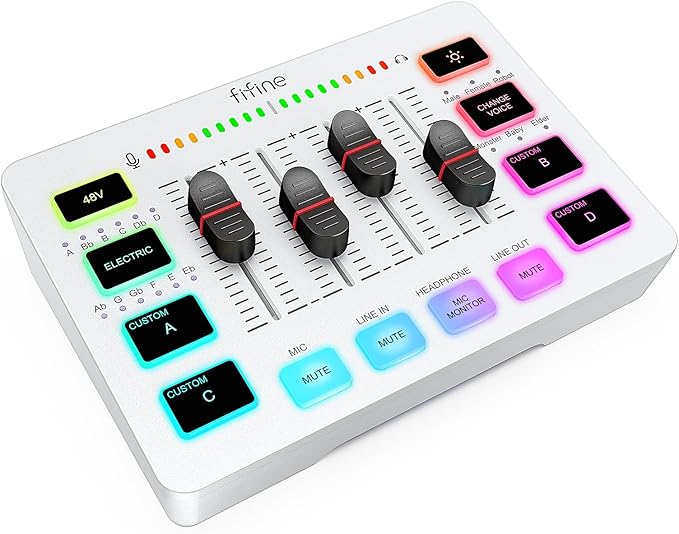 fifine
48V
A Bb B C Db D
ELECTRIC
Ab G Gb F E Eb
CUSTOM
A
CUSTOM
C
Male Female Robot
CHANGE
VOICE
Monster Baby Elder
CUSTOM
B
CUSTOM
D
+
+
MIC
MUTE
LINE IN
MUTE
HEADPHONE
MIC
MONITOR
LINE OUT
MUTE